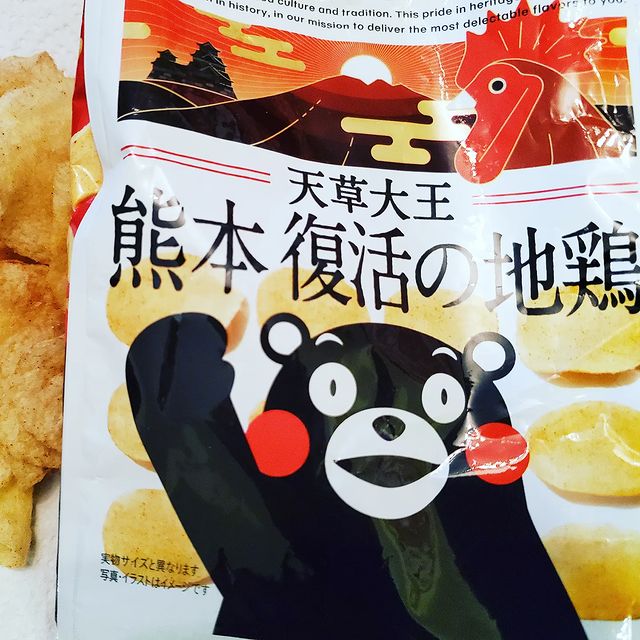 culture and tradition. This pride in heritag
in history, in our mission to deliver the most delectable flavors to you
天草大王
熊本復活の地鶏
実物サイズと異なります
写真・イラストはイメージです